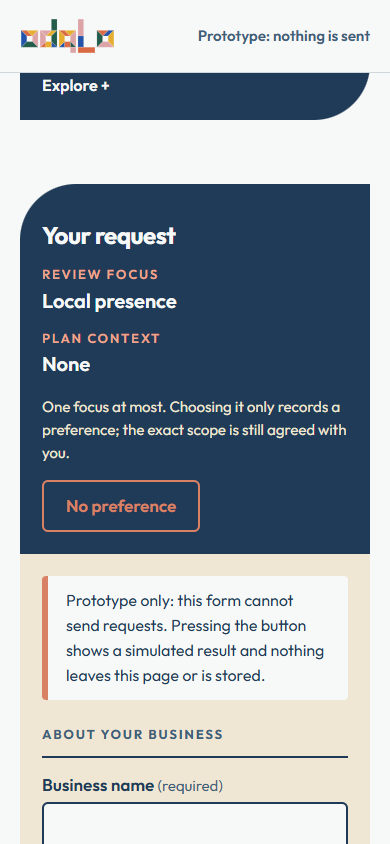 odqlo
Prototype: nothing is sent
Explore +
Your request
REVIEW FOCUS
Local presence
PLAN CONTEXT
None
One focus at most. Choosing it only records a
preference; the exact scope is still agreed with
you.
No preference
Prototype only: this form cannot
send requests. Pressing the button
shows a simulated result and nothing
leaves this page or is stored.
ABOUT YOUR BUSINESS
Business name (required)